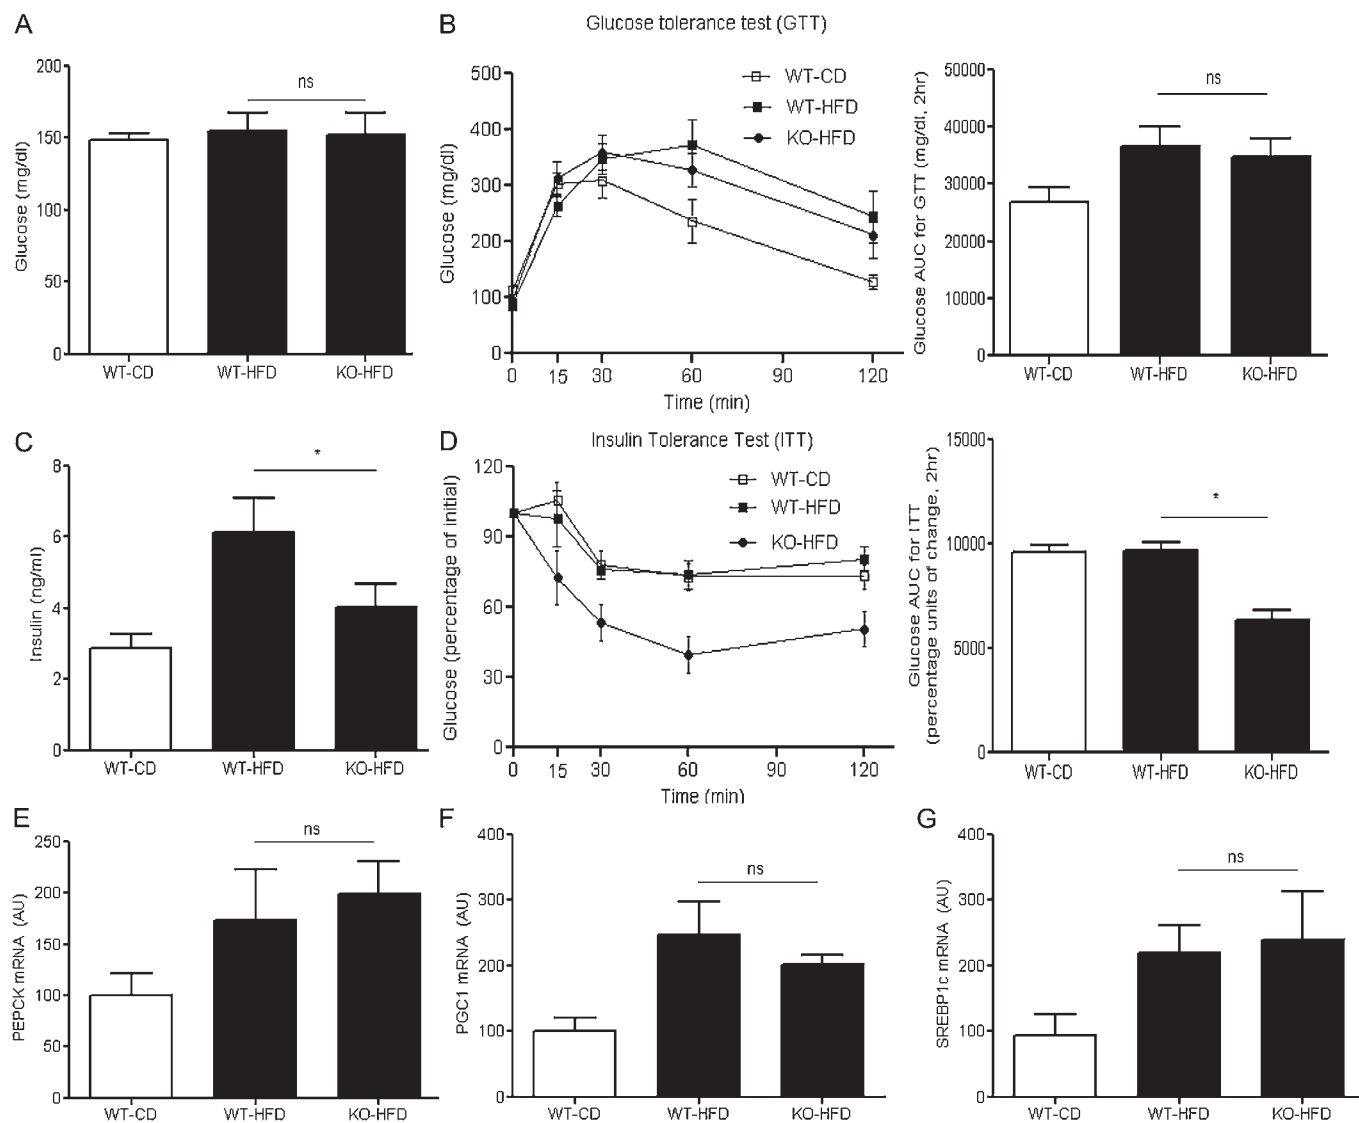 A
Glucose (mg/dl)
200
150
100
50
0
ns
WT-CD WT-HFD KO-HFD
B
Glucose tolerance test (GTT)
Glucose (mg/dl)
500
400
300
200
100
0
WT-CD
WT-HFD
KO-HFD
0 15 30 60 90 120
Time (min)
Glucose AUC for GTT (mg/dl, 2hr)
50000
40000
30000
20000
10000
0
ns
WT-CD WT-HFD KO-HFD
C
Insulin (ng/ml)
8
6
4
2
0
*
WT-CD WT-HFD KO-HFD
D
Insulin Tolerance Test (ITT)
Glucose (percentage of initial)
120
90
60
30
0
WT-CD
WT-HFD
KO-HFD
0 15 30 60 90 120
Time (min)
Glucose AUC for ITT
(percentage units of change, 2hr)
15000
10000
5000
0
*
WT-CD WT-HFD KO-HFD
E
PEPCK mRNA (AU)
250
200
150
100
50
0
ns
WT-CD WT-HFD KO-HFD
F
PGC1 mRNA (AU)
400
300
200
100
0
ns
WT-CD WT-HFD KO-HFD
G
SREBP1c mRNA (AU)
400
300
200
100
0
ns
WT-CD WT-HFD KO-HFD